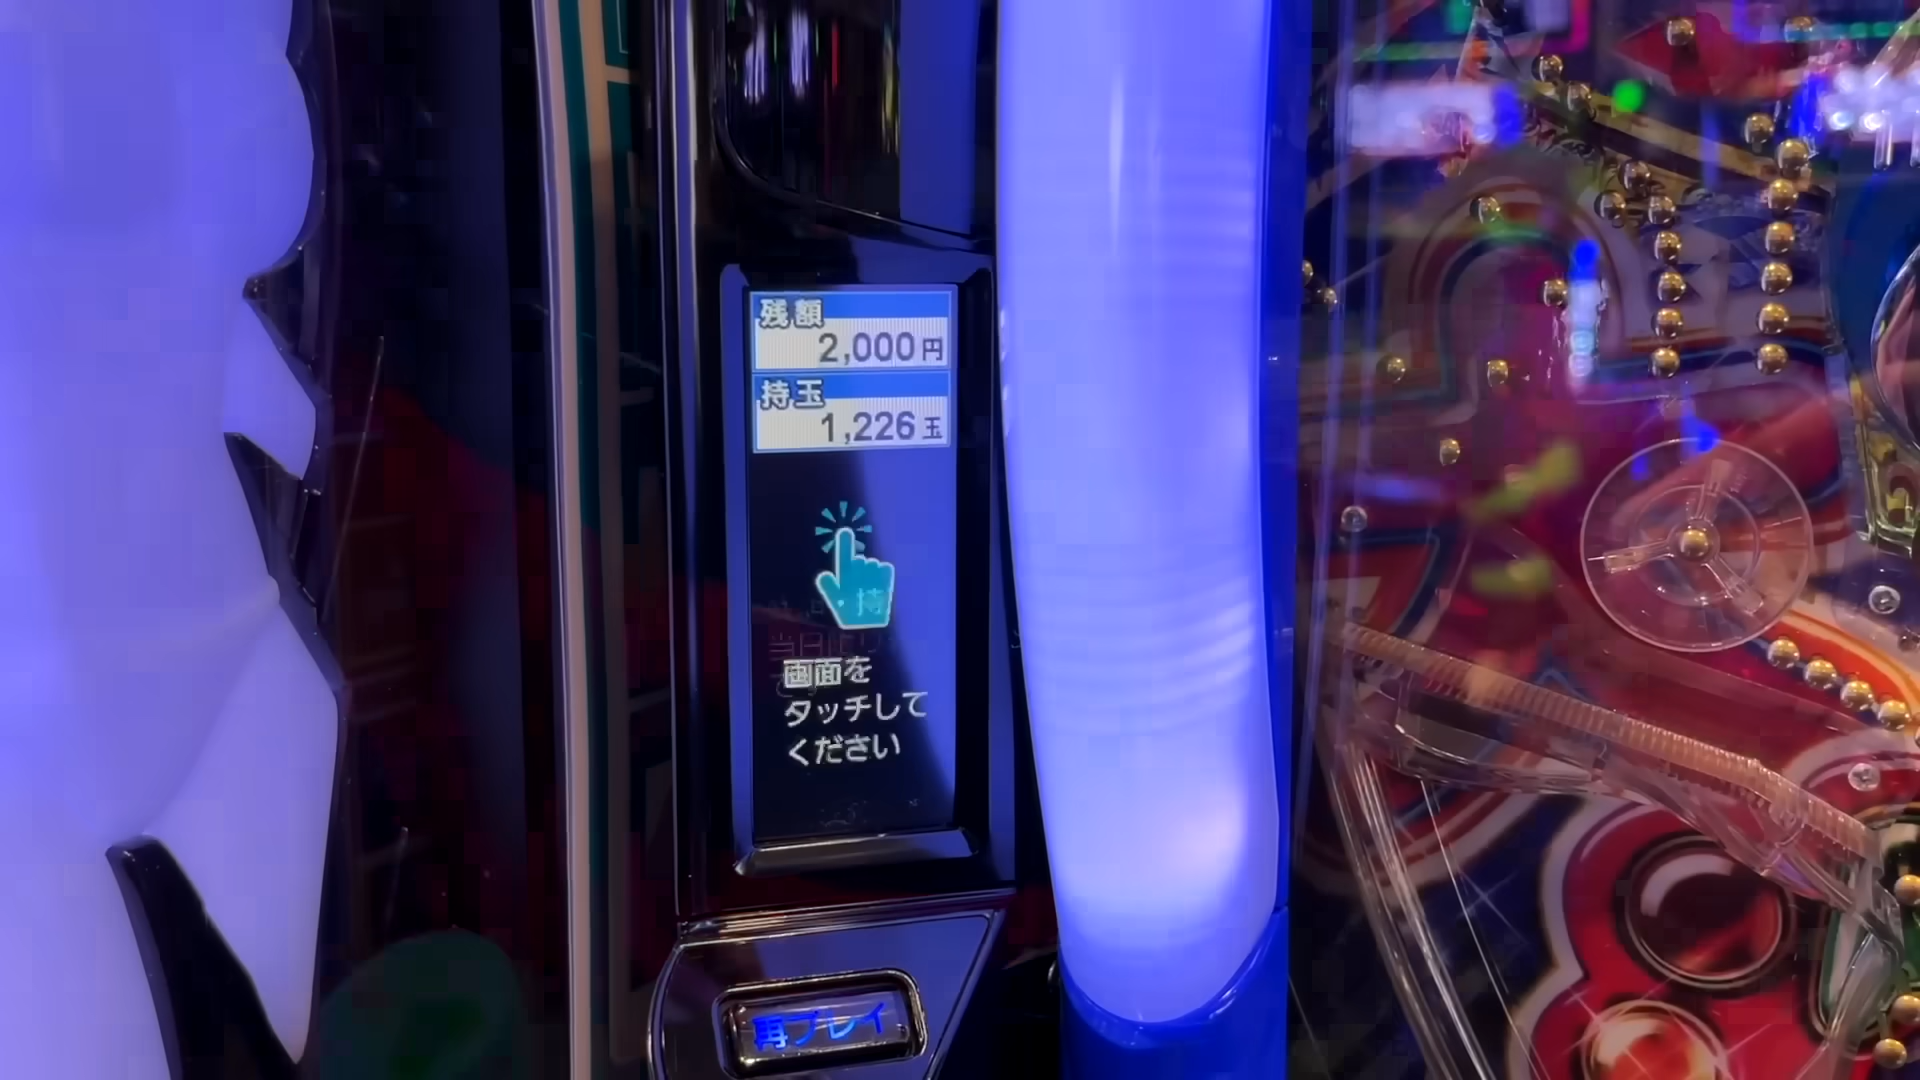 残額
2,000円
持玉
1,226玉
画面を
タッチして
ください
再プレイ